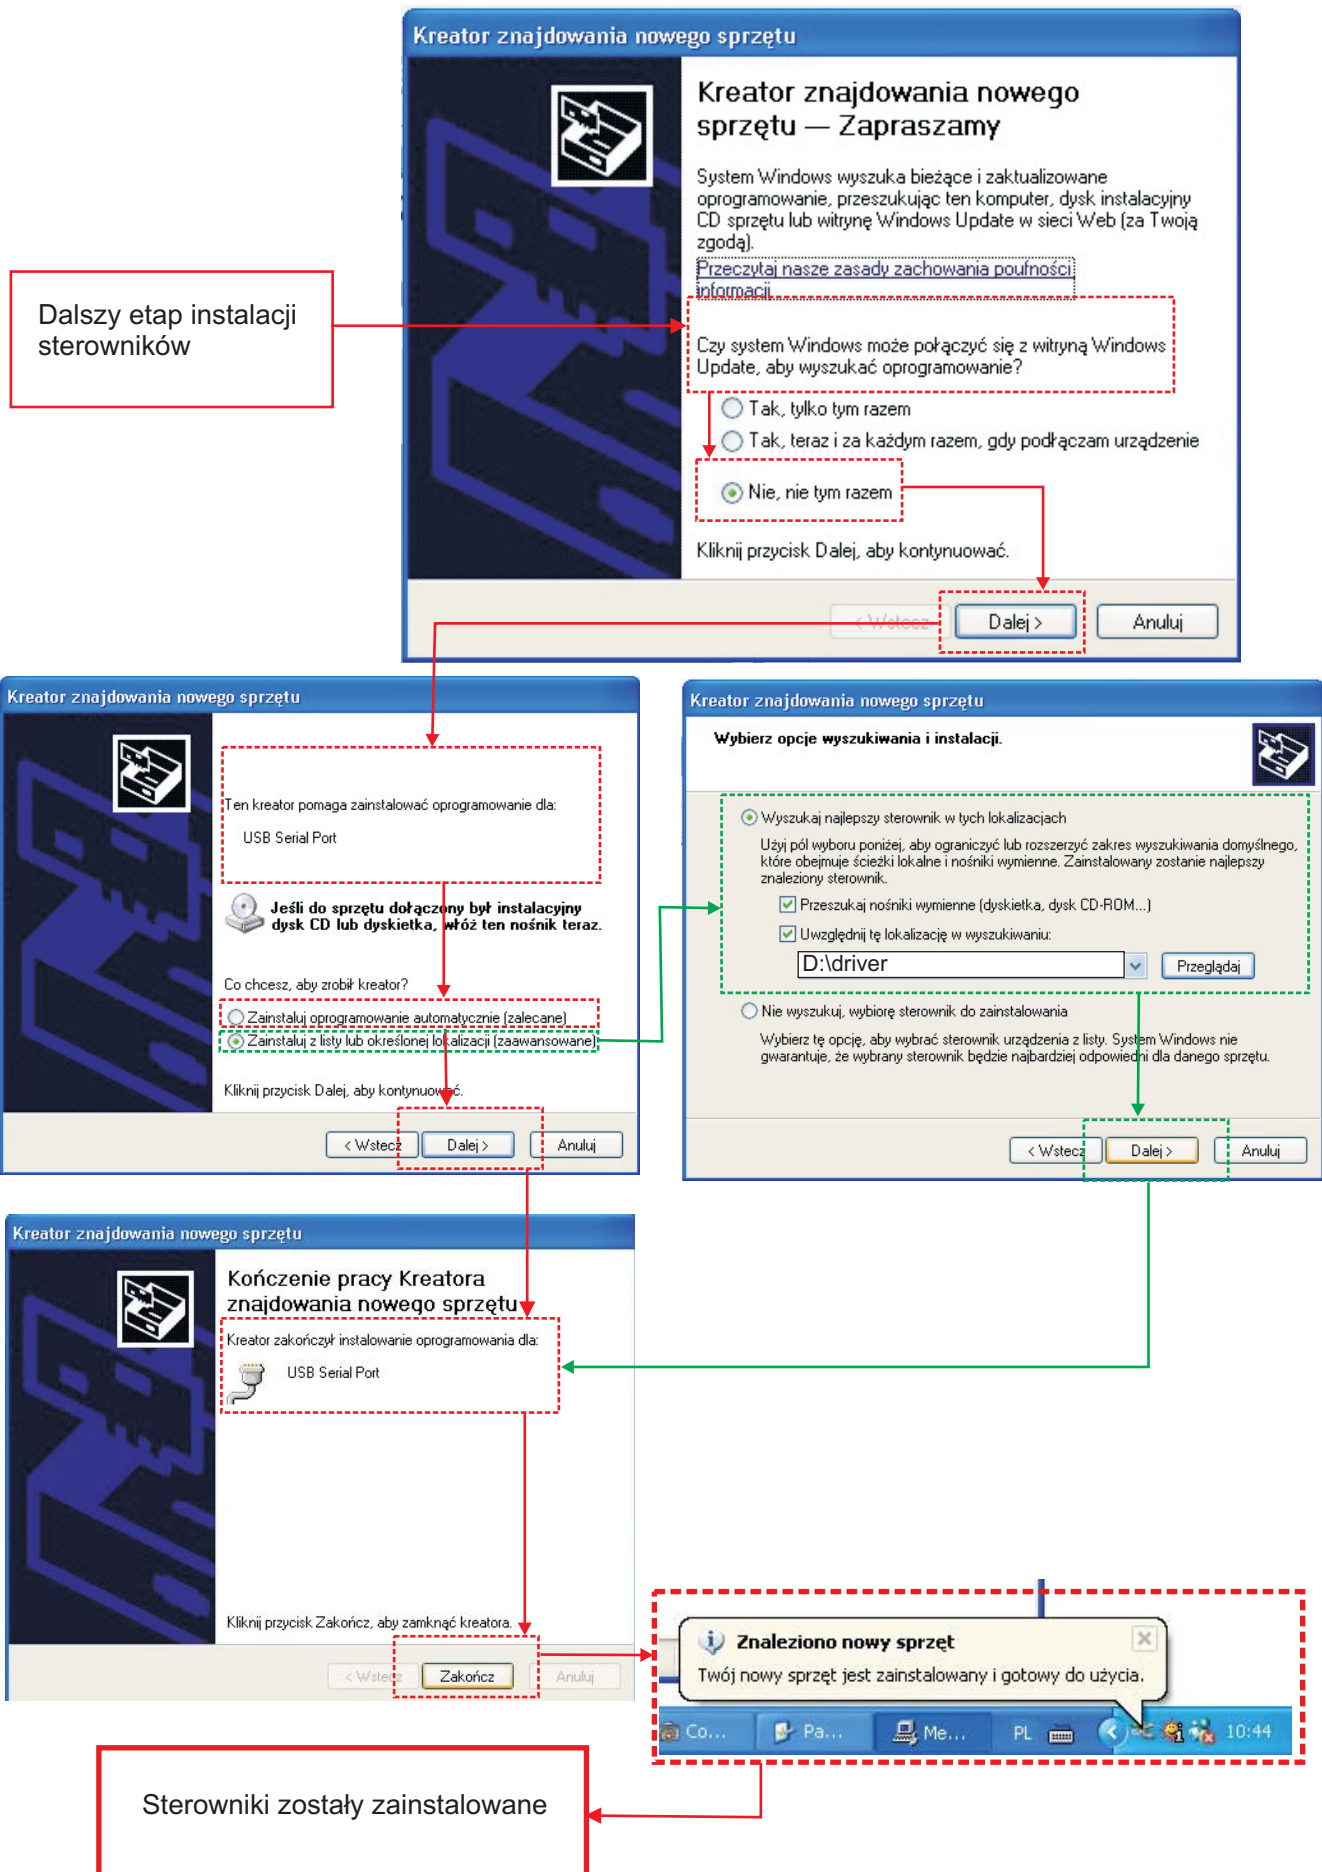 Kreator znajdowania nowego sprzętu
Kreator znajdowania nowego
sprzętu — Zapraszamy
System Windows wyszuka bieżące i zaktualizowane
oprogramowanie, przeszukując ten komputer, dysk instalacyjny
CD sprzętu lub witrynę Windows Update w sieci Web (za Twoją
zgodą).
Przeczytaj nasze zasady zachowania poufności
informacji
Dalszy etap instalacji
sterowników
Czy system Windows może połączyć się z witryną Windows
Update, aby wyszukać oprogramowanie?
Tak, tylko tym razem
Tak, teraz i za każdym razem, gdy podłączam urządzenie
Nie, nie tym razem
Kliknij przycisk Dalej, aby kontynuować.
< Wstecz Dalej > Anuluj
Kreator znajdowania nowego sprzętu
Ten kreator pomaga zainstalować oprogramowanie dla:
USB Serial Port
Jeśli do sprzętu dołączony był instalacyjny
dysk CD lub dyskietka, włóż ten nośnik teraz.
Co chcesz, aby zrobił kreator?
Zainstaluj oprogramowanie automatycznie (zalecane)
Zainstaluj z listy lub określonej lokalizacji (zaawansowane)
Kliknij przycisk Dalej, aby kontynuować.
< Wstecz Dalej > Anuluj
Kreator znajdowania nowego sprzętu
Wybierz opcje wyszukiwania i instalacji.
Wyszukaj najlepszy sterownik w tych lokalizacjach
Użyj pól wyboru poniżej, aby ograniczyć lub rozszerzyć zakres wyszukiwania domyślnego,
które obejmuje ścieżki lokalne i nośniki wymienne. Zainstalowany zostanie najlepszy
znaleziony sterownik.
Przeszukaj nośniki wymienne (dyskietka, dysk CD-ROM...)
Uwzględnij tę lokalizację w wyszukiwaniu:
D:\driver Przeglądaj
Nie wyszukuj, wybiorę sterownik do zainstalowania
Wybierz tę opcję, aby wybrać sterownik urządzenia z listy. System Windows nie
gwarantuje, że wybrany sterownik będzie najbardziej odpowiedni dla danego sprzętu.
< Wstecz Dalej > Anuluj
Kreator znajdowania nowego sprzętu
Kończenie pracy Kreatora
znajdowania nowego sprzętu
Kreator zakończył instalowanie oprogramowania dla:
USB Serial Port
Kliknij przycisk Zakończ, aby zamknąć kreatora.
< Wstecz Zakończ Anuluj
Znaleziono nowy sprzęt
Twój nowy sprzęt jest zainstalowany i gotowy do użycia.
Co... Pa... Me... PL 10:44
Sterowniki zostały zainstalowane